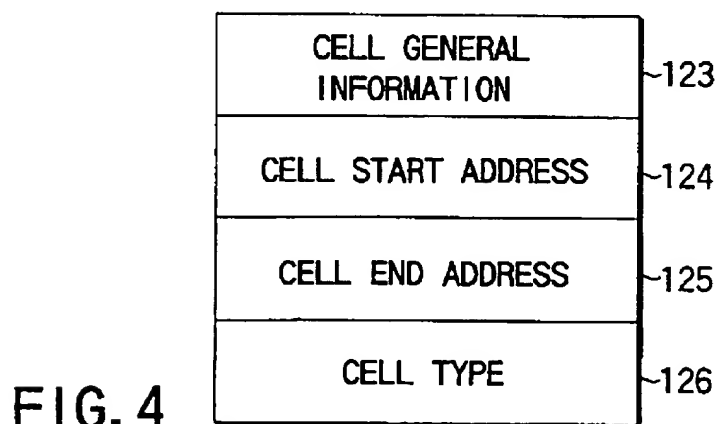 CELL GENERAL
INFORMATION
123
CELL START ADDRESS
124
CELL END ADDRESS
125
CELL TYPE
126
FIG. 4